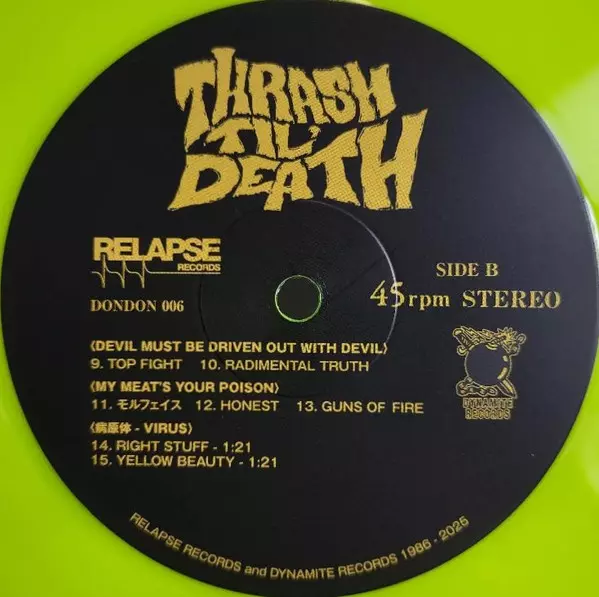 THRASH
'TIL'
DEATH
RELAPSE
RECORDS
DONDON 006
SIDE B
45rpm STEREO
〈DEVIL MUST BE DRIVEN OUT WITH DEVIL〉
9. TOP FIGHT 10. RADIMENTAL TRUTH
〈MY MEAT'S YOUR POISON〉
11. モルフェイス 12. HONEST 13. GUNS OF FIRE
〈病原体 - VIRUS〉
14. RIGHT STUFF - 1:21
15. YELLOW BEAUTY - 1:21
DYNAMITE
RECORDS
RELAPSE RECORDS and DYNAMITE RECORDS 1986 - 2025